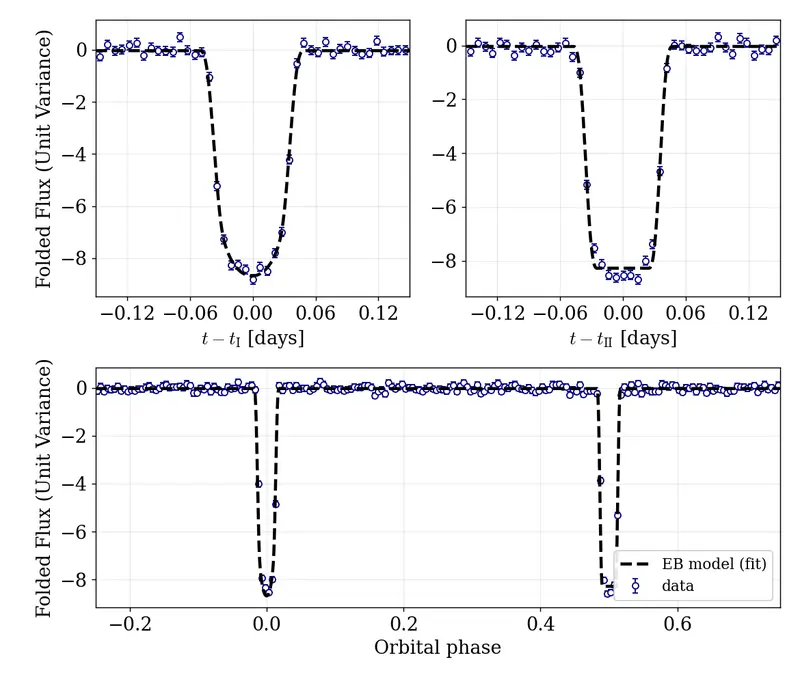 Folded Flux (Unit Variance)
0
−2
−4
−6
−8
−0.12 −0.06 0.00 0.06 0.12
t − tI [days]
0
−2
−4
−6
−8
−0.12 −0.06 0.00 0.06 0.12
t − tII [days]
Folded Flux (Unit Variance)
0
−2
−4
−6
−8
EB model (fit)
data
−0.2 0.0 0.2 0.4 0.6
Orbital phase